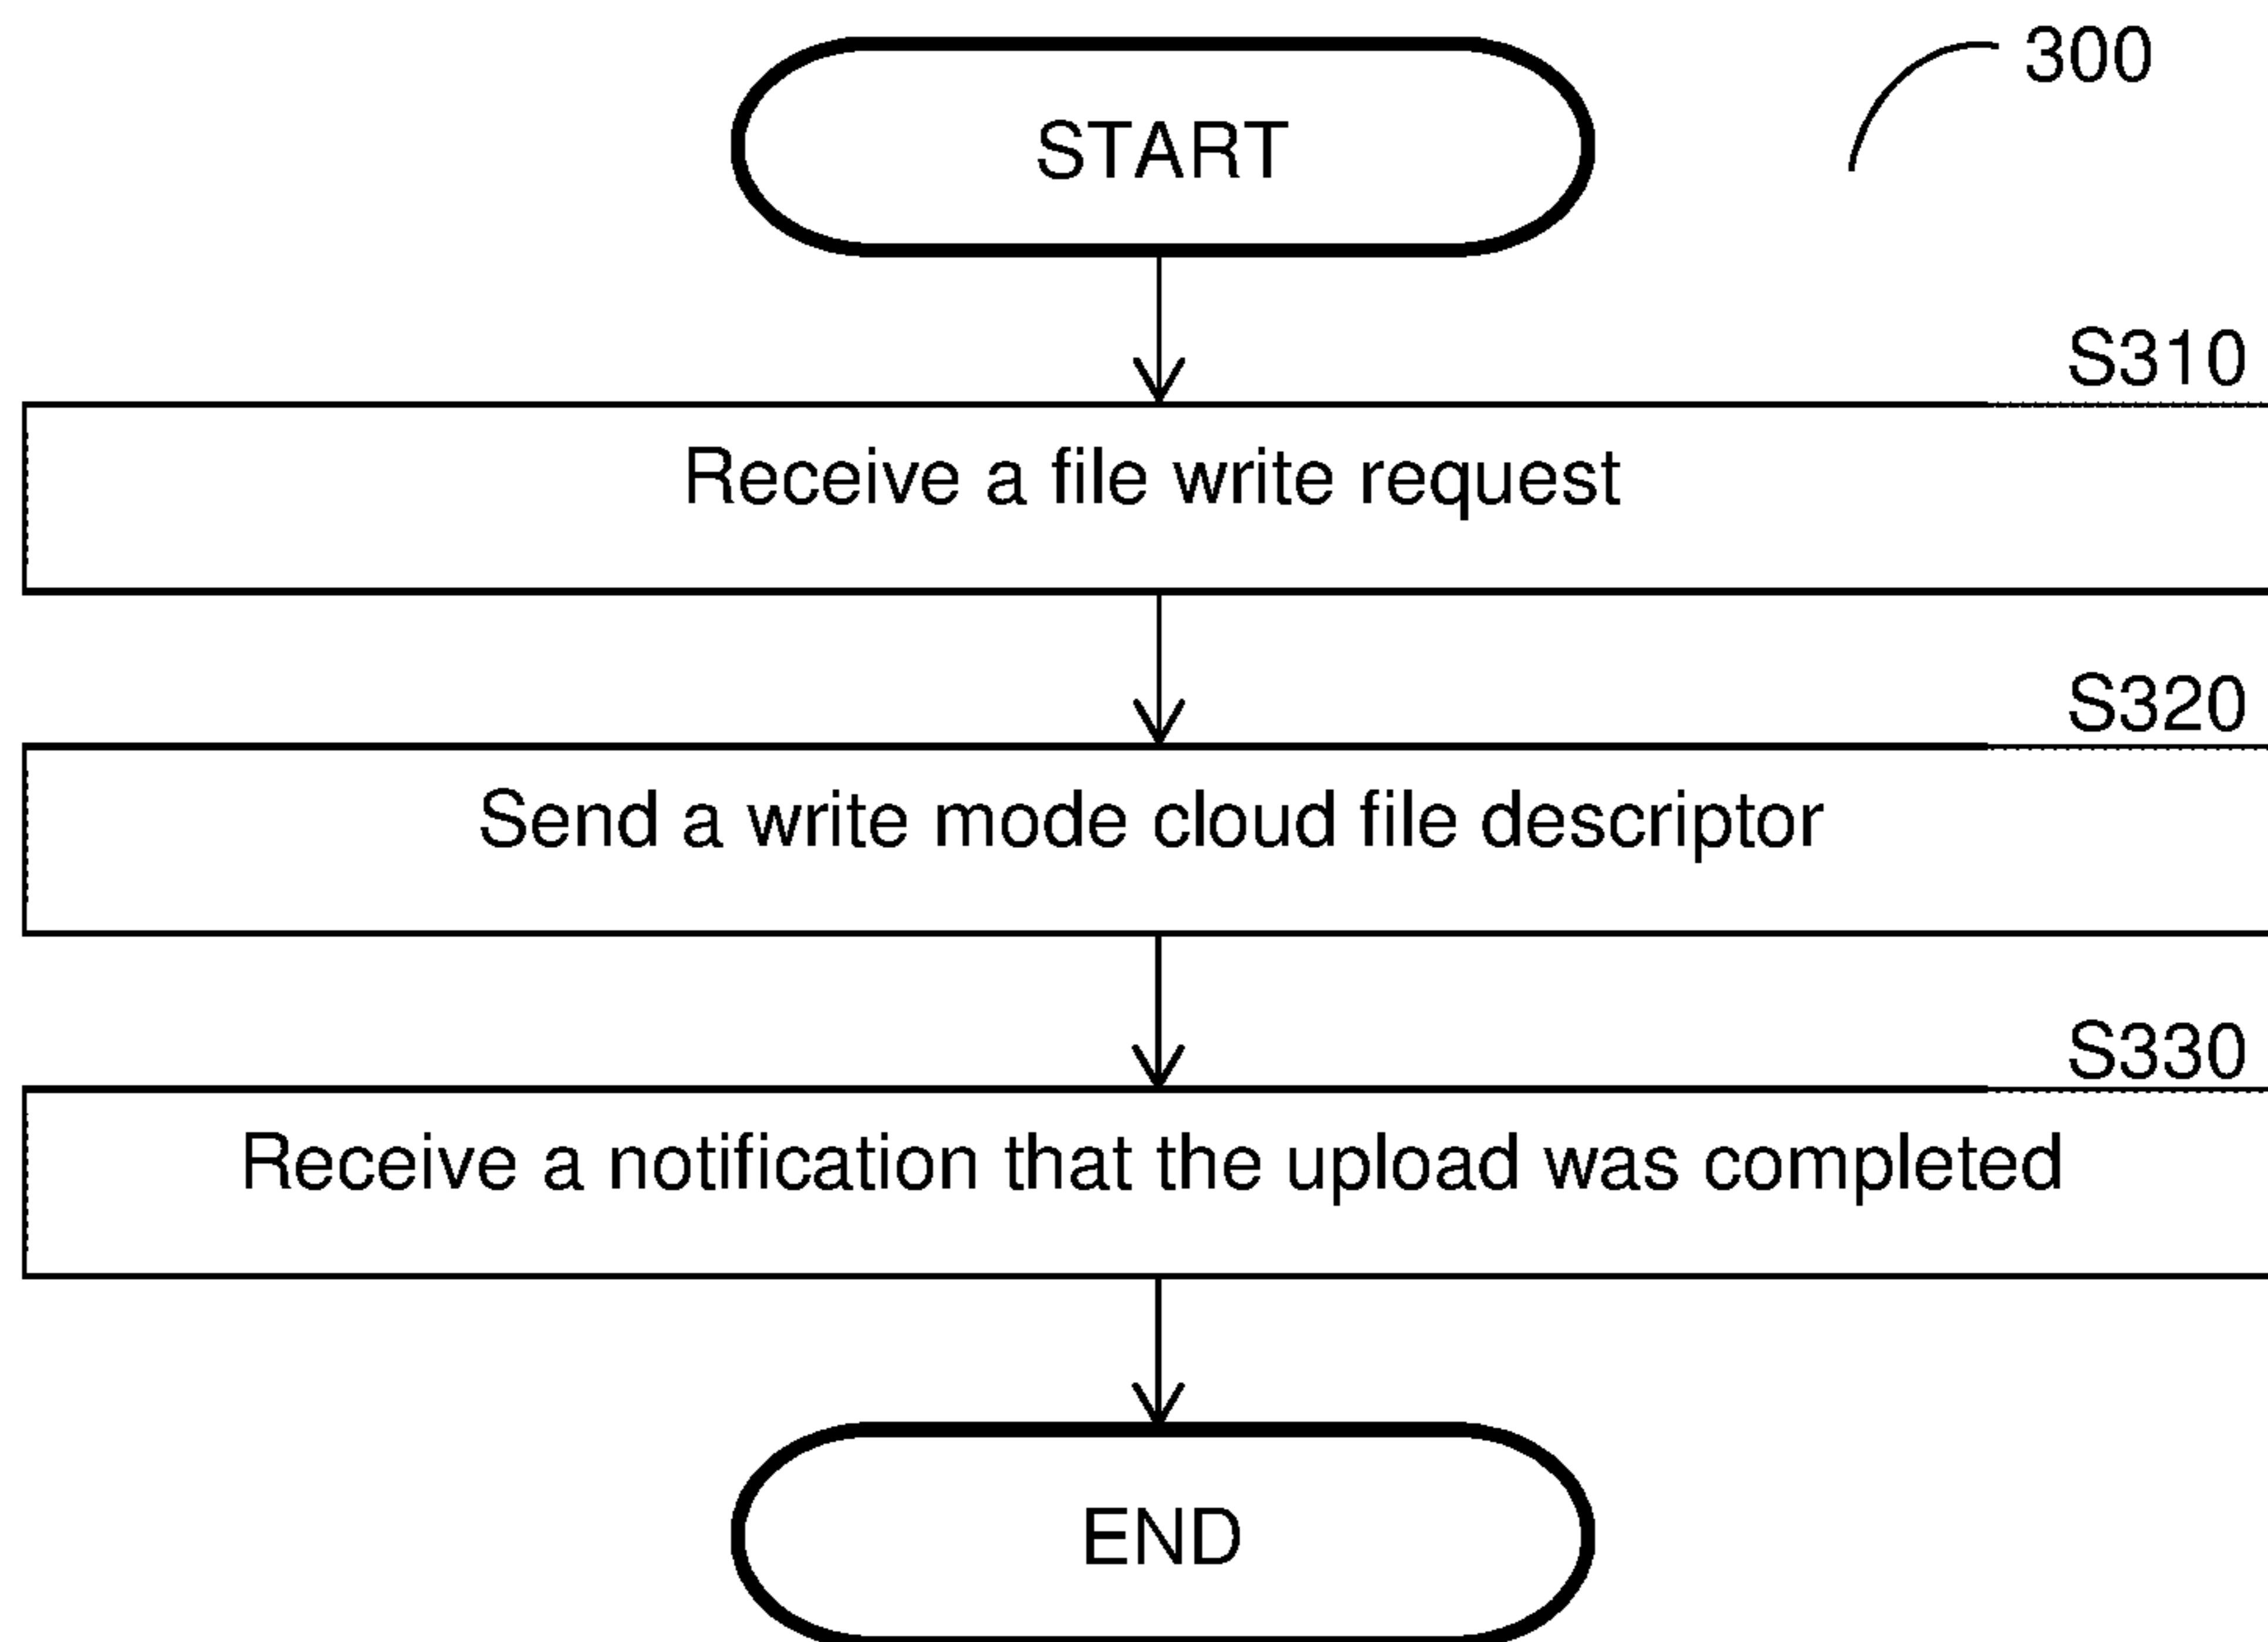 300
START
S310
Receive a file write request
S320
Send a write mode cloud file descriptor
S330
Receive a notification that the upload was completed
END